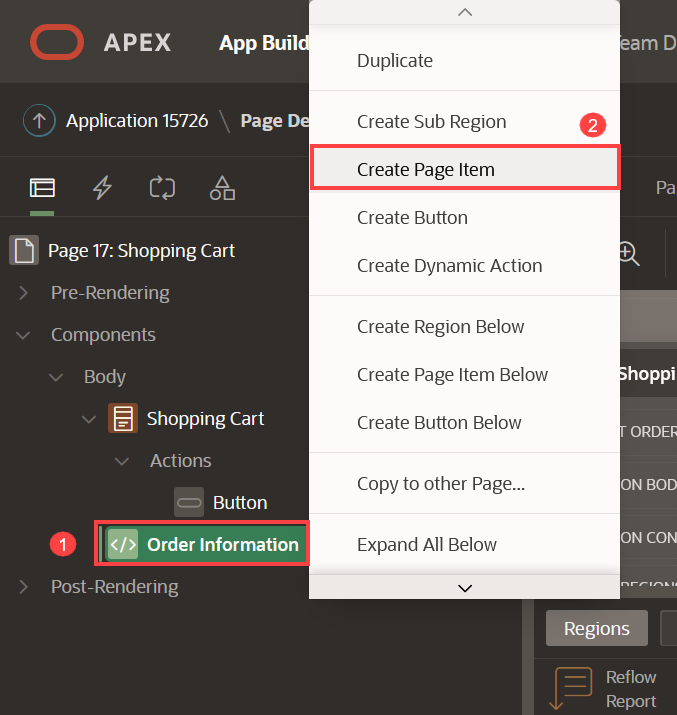 APEX
App Build
Team D
Application 15726 \ Page De
Page 17: Shopping Cart
Pre-Rendering
Components
Body
Shopping Cart
Actions
Button
1
Order Information
Post-Rendering
Duplicate
Create Sub Region
2
Create Page Item
Create Button
Create Dynamic Action
Create Region Below
Create Page Item Below
Create Button Below
Copy to other Page...
Expand All Below
Pa
Shoppi
T ORDER
ON BOD
ON CON
REGIONS
Regions
Reflow
Report